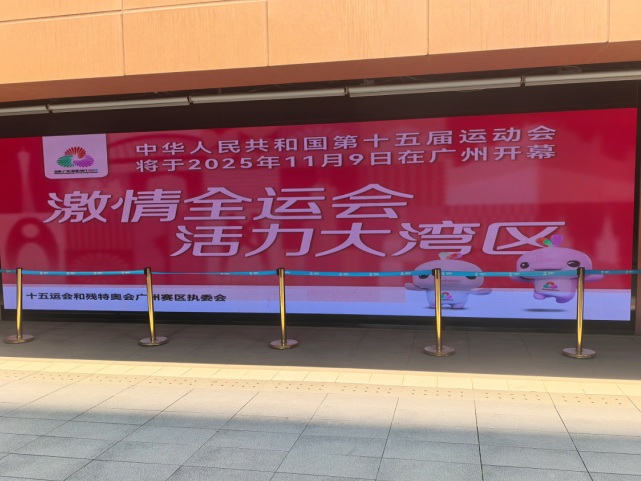 中华人民共和国第十五届运动会
将于2025年11月9日在广州开幕
激情全运会
活力大湾区
十五运会和残特奥会广州赛区执委会